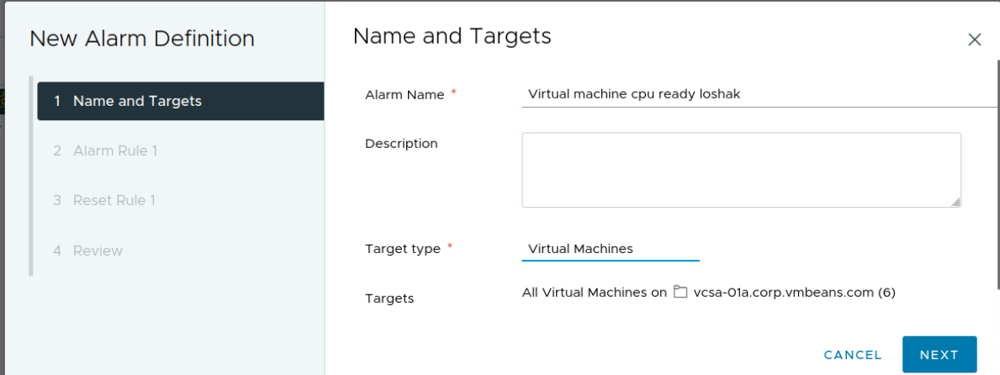 New Alarm Definition
1 Name and Targets
2 Alarm Rule 1
3 Reset Rule 1
4 Review
Name and Targets
Alarm Name * Virtual machine cpu ready loshak
Description
Target type * Virtual Machines
Targets All Virtual Machines on vcsa-01a.corp.vmbeans.com (6)
CANCEL NEXT